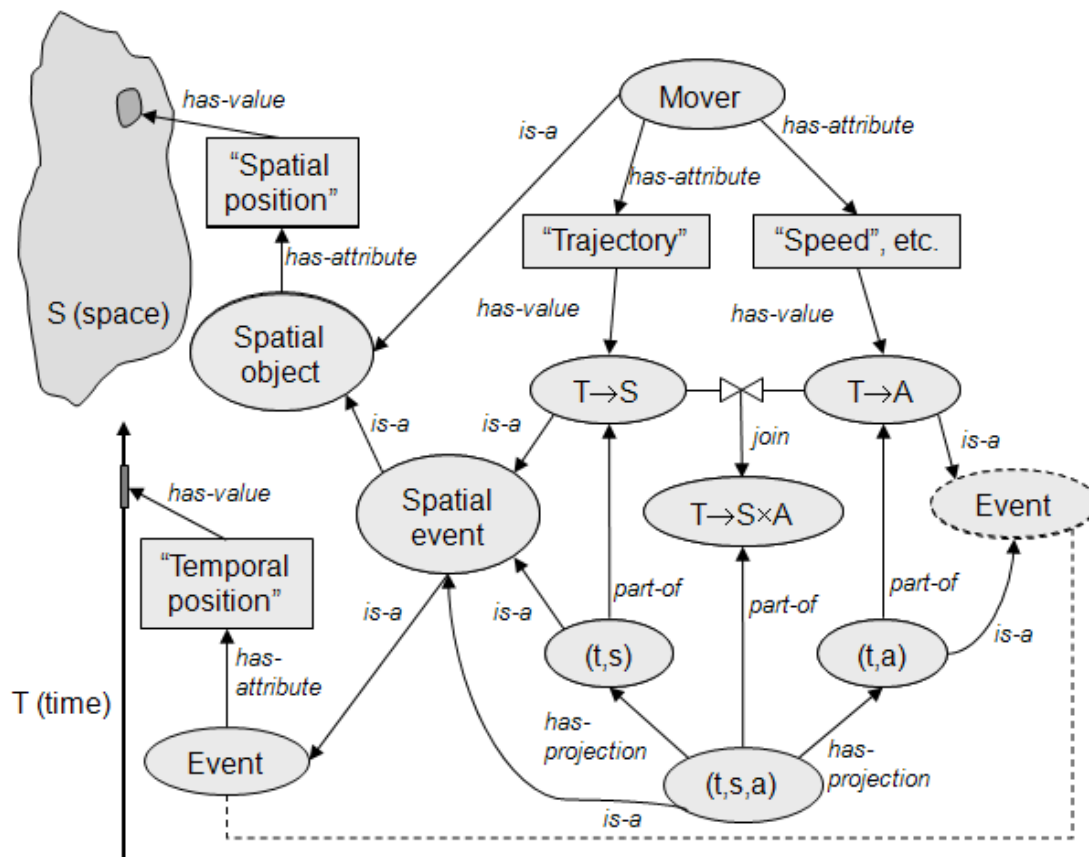 Mover
has-value
is-a
has-attribute
“Spatial
position”
has-attribute
“Trajectory”
“Speed”, etc.
has-attribute
S (space)
has-value
has-value
Spatial
object
T→S
T→A
is-a
is-a
join
is-a
has-value
Spatial
event
T→S×A
Event
“Temporal
position”
is-a
is-a
part-of
part-of
part-of
is-a
(t,s)
(t,a)
has-
attribute
T (time)
has-
projection
has-
projection
Event
(t,s,a)
is-a